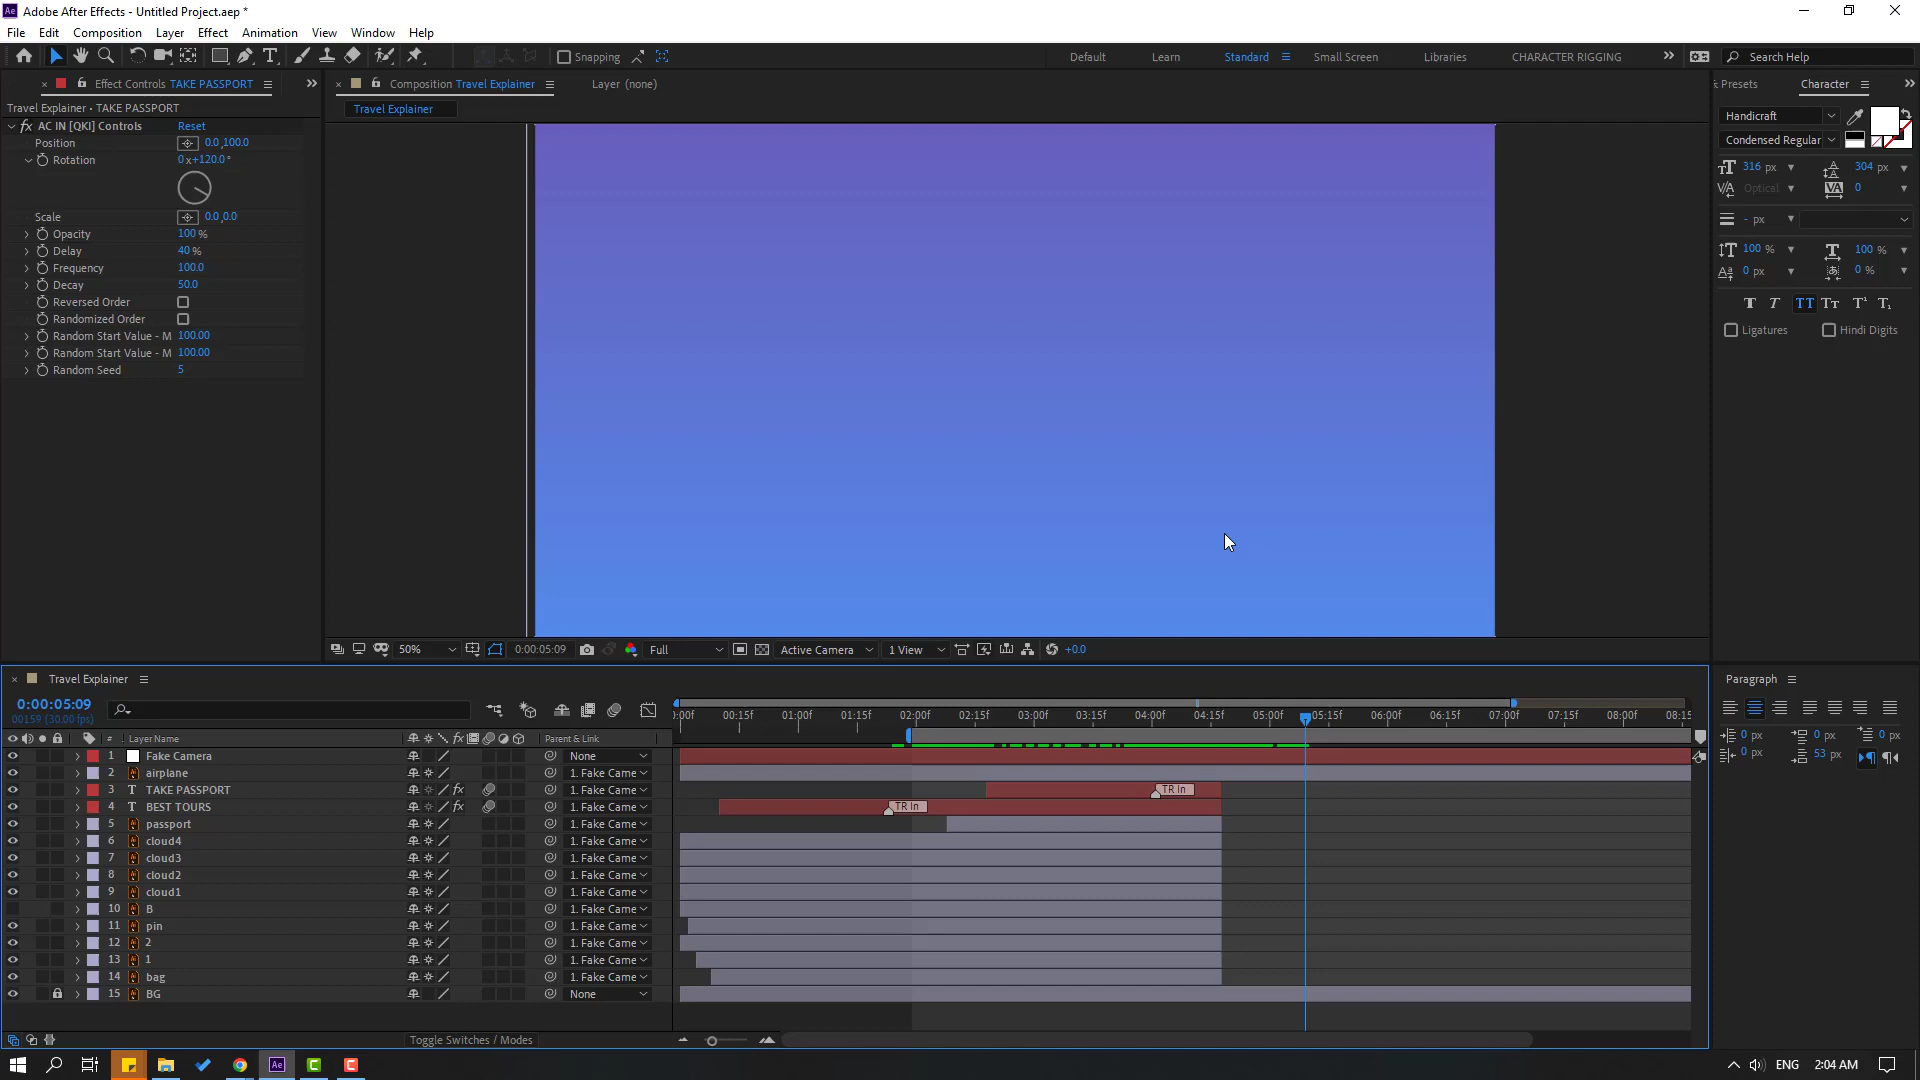 Adobe After Effects - Untitled Project.aep *
File Edit Composition Layer Effect Animation View Window Help
Snapping Default Learn Standard Small Screen Libraries CHARACTER RIGGING Search Help
Effect Controls TAKE PASSPORT
Composition Travel Explainer Layer (none)
Presets Character
Travel Explainer • TAKE PASSPORT
Travel Explainer
fx AC IN [QKI] Controls Reset
Position 0.0,100.0
Rotation 0x+120.0°
Scale 0.0,0.0
Opacity 100 %
Delay 40 %
Frequency 100.0
Decay 50.0
Reversed Order
Randomized Order
Random Start Value - M 100.00
Random Start Value - M 100.00
Random Seed 5
Handicraft
Condensed Regular
316 px 304 px
Optical 0
- px
100 % 100 %
0 px 0 %
Ligatures Hindi Digits
50% 0:00:05:09 Full Active Camera 1 View +0.0
Travel Explainer
0:00:05:09
00159 (30.00 fps)
# Layer Name Parent & Link
:00f 00:15f 01:00f 01:15f 02:00f 02:15f 03:00f 03:15f 04:00f 04:15f 05:00f 05:15f 06:00f 06:15f 07:00f 07:15f 08:00f 08:15
1 Fake Camera None
2 airplane 1. Fake Came
3 T TAKE PASSPORT fx 1. Fake Came TR In
4 T BEST TOURS fx 1. Fake Came TR In
5 passport 1. Fake Came
6 cloud4 1. Fake Came
7 cloud3 1. Fake Came
8 cloud2 1. Fake Came
9 cloud1 1. Fake Came
10 B 1. Fake Came
11 pin 1. Fake Came
12 2 1. Fake Came
13 1 1. Fake Came
14 bag 1. Fake Came
15 BG None
Toggle Switches / Modes
Paragraph
0 px 0 px 0 px
0 px 53 px
Ae ENG 2:04 AM